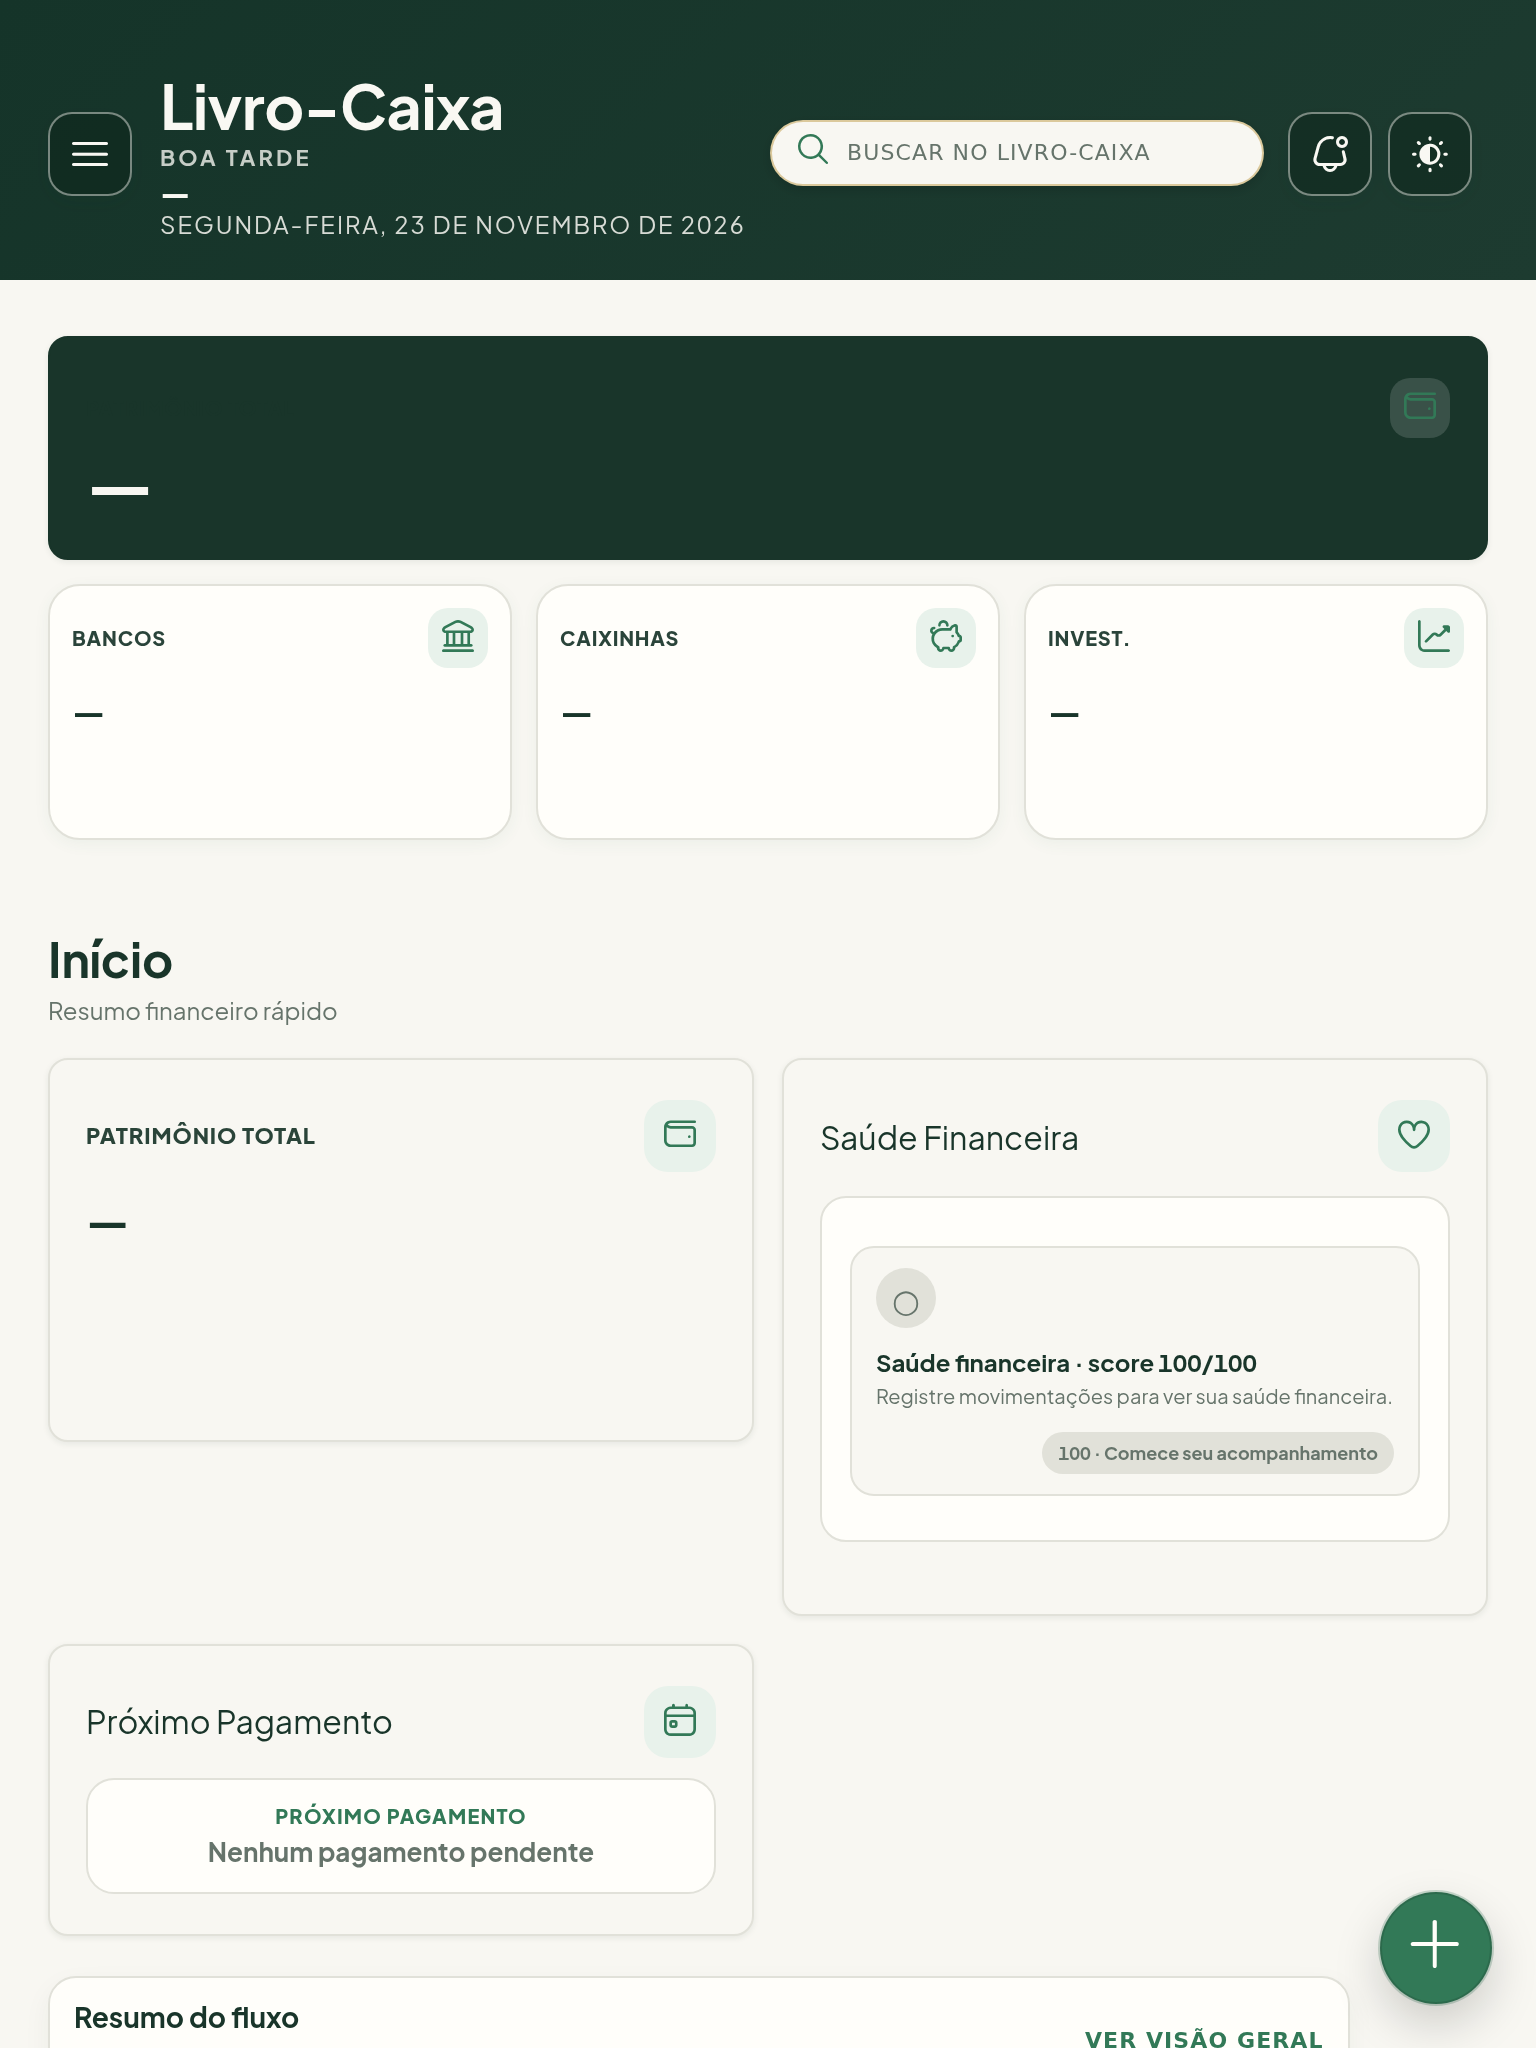 Livro-Caixa
BOA TARDE
—
SEGUNDA-FEIRA, 23 DE NOVEMBRO DE 2026
BUSCAR NO LIVRO-CAIXA
—
BANCOS
—
CAIXINHAS
—
INVEST.
—
Início
Resumo financeiro rápido
PATRIMÔNIO TOTAL
—
Saúde Financeira
Saúde financeira · score 100/100
Registre movimentações para ver sua saúde financeira.
100 · Comece seu acompanhamento
Próximo Pagamento
PRÓXIMO PAGAMENTO
Nenhum pagamento pendente
Resumo do fluxo
VER VISÃO GERAL